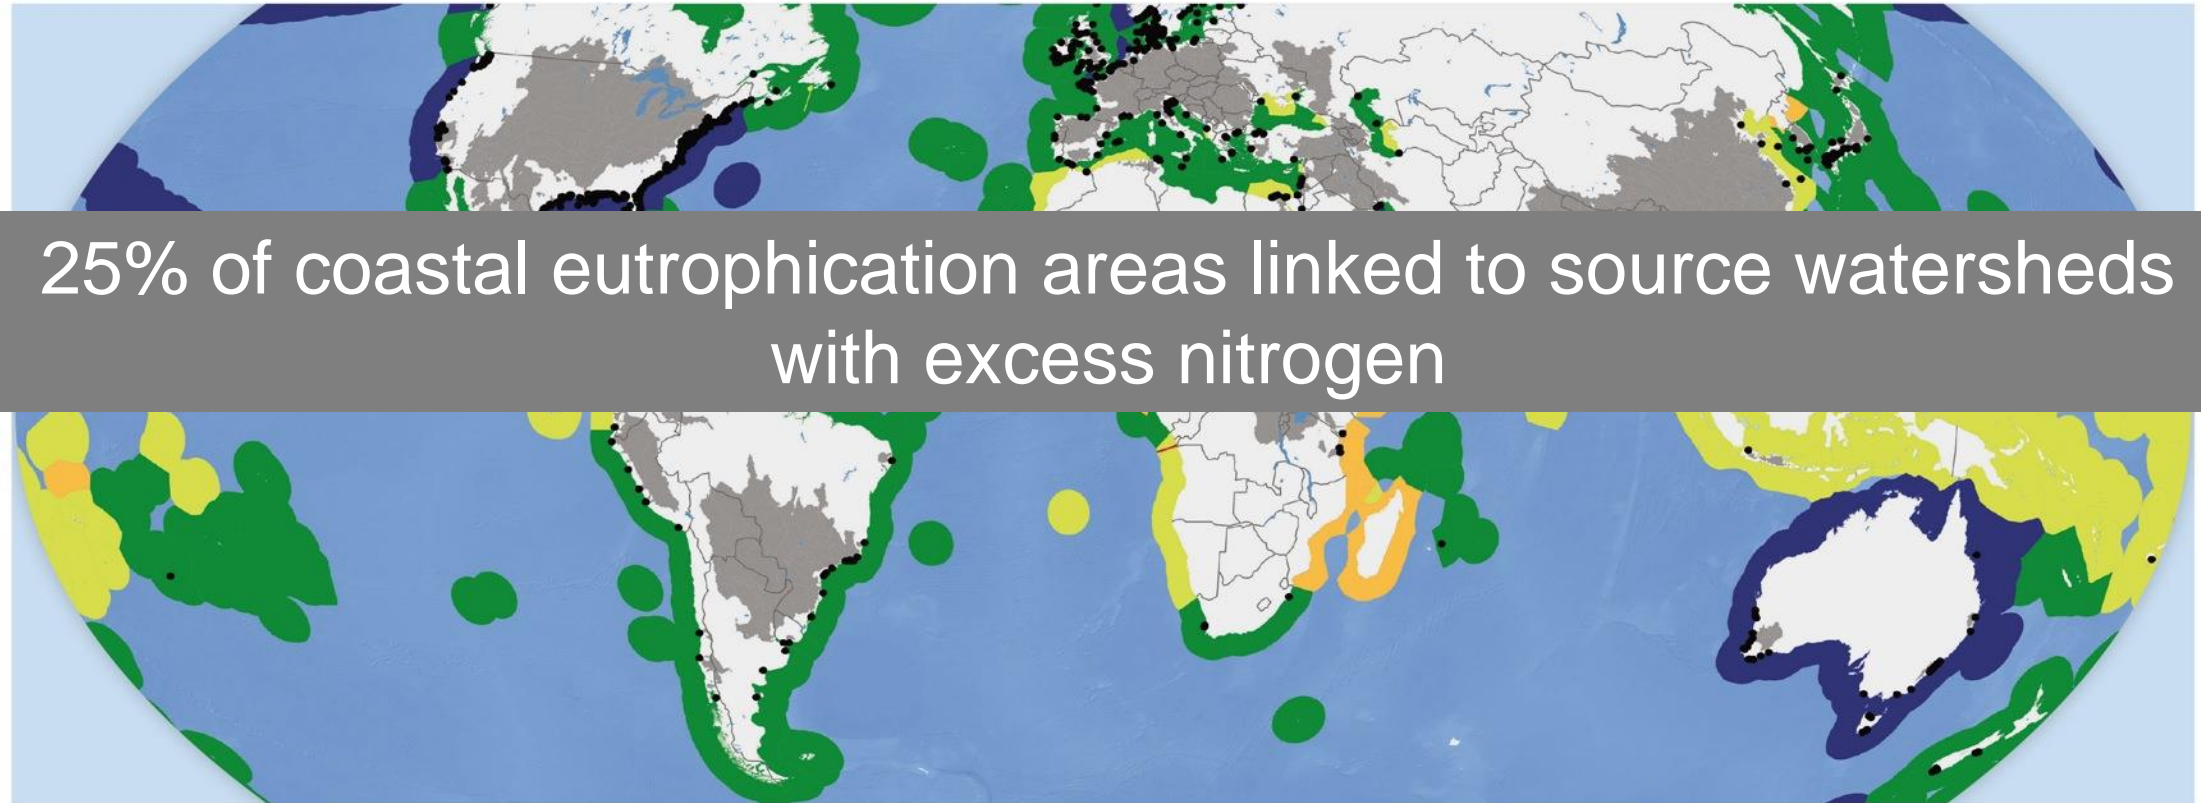 25% of coastal eutrophication areas linked to source watersheds
with excess nitrogen